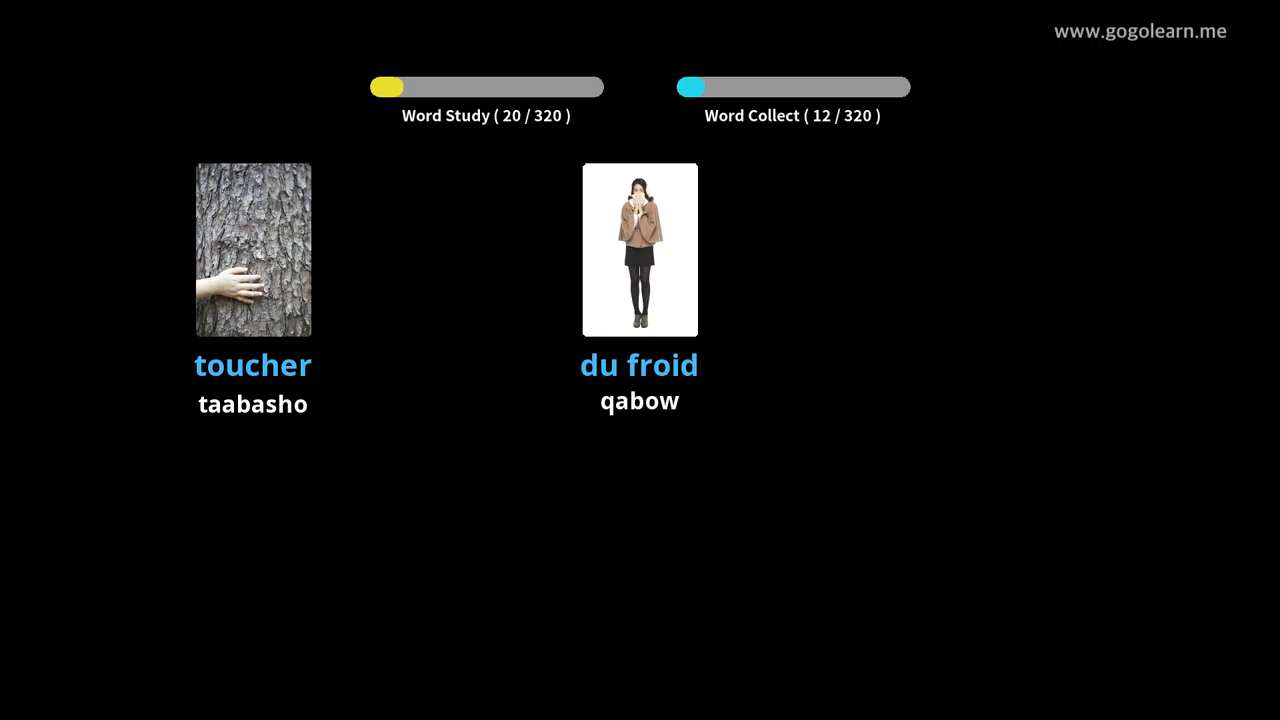 www.gogolearn.me
Word Study ( 20 / 320 )
Word Collect ( 12 / 320 )
toucher
taabasho
du froid
qabow